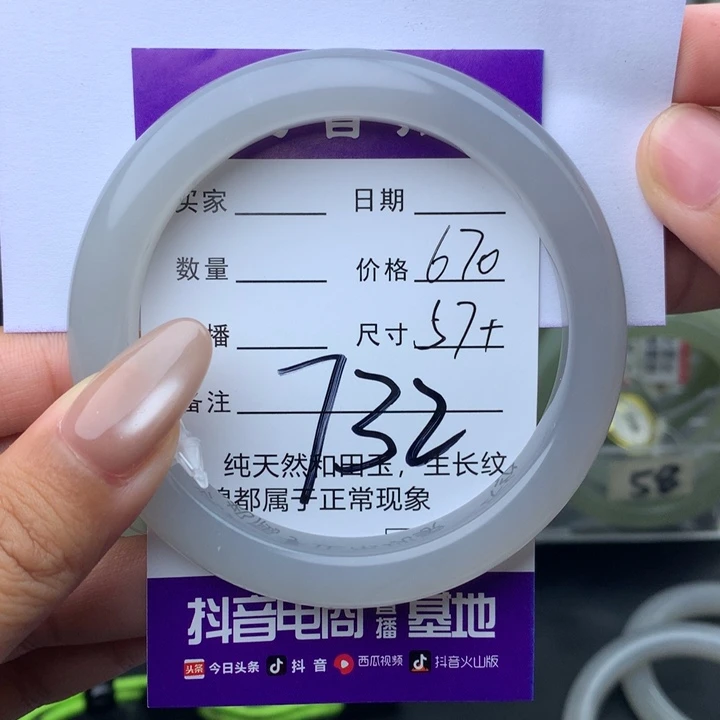 买家 日期
数量 价格 670
播 尺寸 57+
备注 732
纯天然和田玉，生长纹
都属于正常现象
抖音电商直播基地
头条 今日头条 抖音 西瓜视频 抖音火山版
58